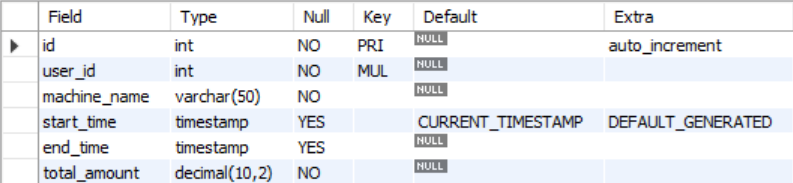 Field Type Null Key Default Extra
id int NO PRI NULL auto_increment
user_id int NO MUL NULL
machine_name varchar(50) NO NULL
start_time timestamp YES CURRENT_TIMESTAMP DEFAULT_GENERATED
end_time timestamp YES NULL
total_amount decimal(10,2) NO NULL